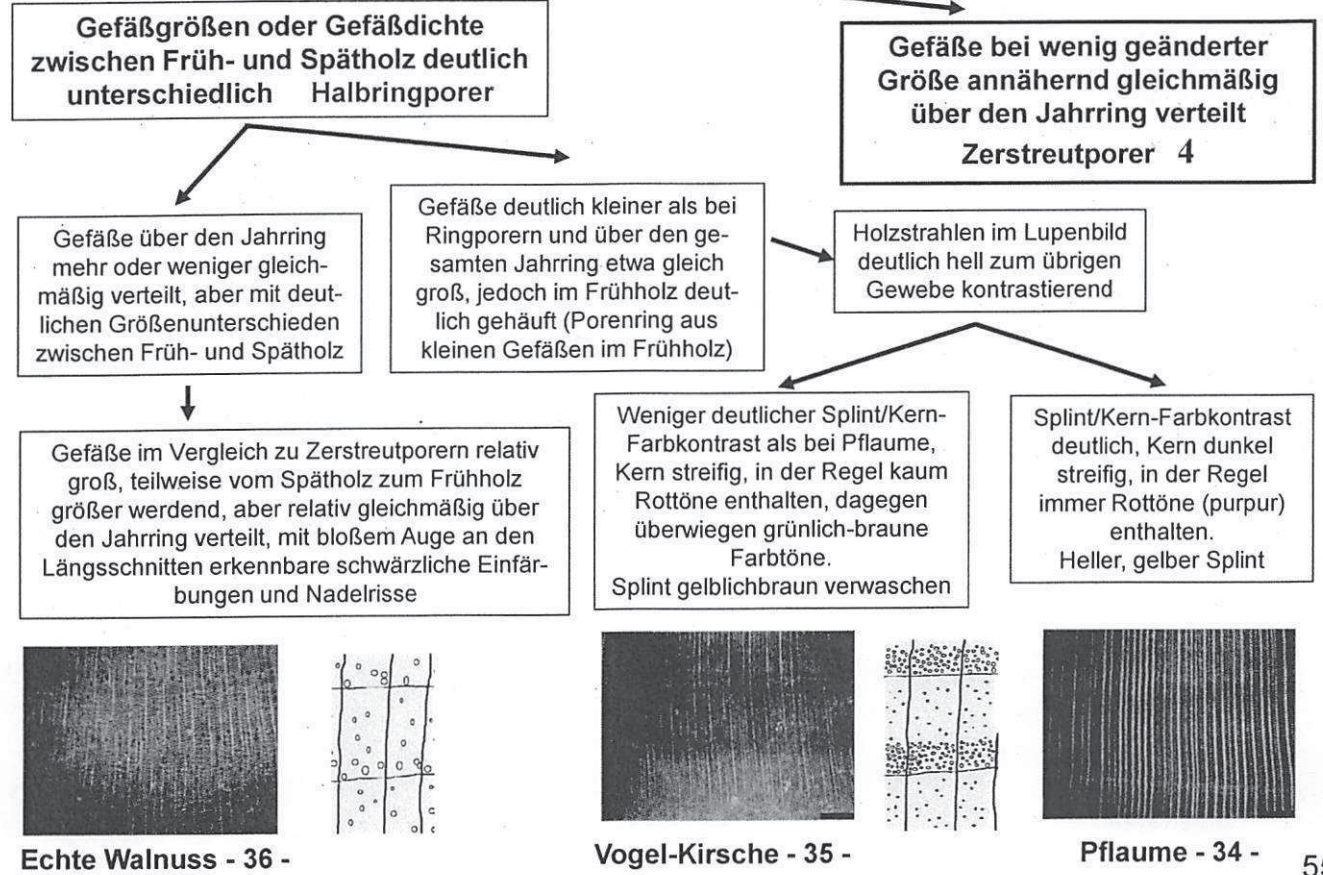 Gefäßgrößen oder Gefäßdichte
zwischen Früh- und Spätholz deutlich
unterschiedlich Halbringporer
Gefäße bei wenig geänderter
Größe annähernd gleichmäßig
über den Jahrring verteilt
Zerstreutporer 4
Gefäße über den Jahrring
mehr oder weniger gleich-
mäßig verteilt, aber mit deut-
lichen Größenunterschieden
zwischen Früh- und Spätholz
Gefäße deutlich kleiner als bei
Ringporern und über den ge-
samten Jahrring etwa gleich
groß, jedoch im Frühholz deut-
lich gehäuft (Porenring aus
kleinen Gefäßen im Frühholz)
Holzstrahlen im Lupenbild
deutlich hell zum übrigen
Gewebe kontrastierend
Gefäße im Vergleich zu Zerstreutporern relativ
groß, teilweise vom Spätholz zum Frühholz
größer werdend, aber relativ gleichmäßig über
den Jahrring verteilt, mit bloßem Auge an den
Längsschnitten erkennbare schwärzliche Einfär-
bungen und Nadelrisse
Weniger deutlicher Splint/Kern-
Farbkontrast als bei Pflaume,
Kern streifig, in der Regel kaum
Rottöne enthalten, dagegen
überwiegen grünlich-braune
Farbtöne.
Splint gelblichbraun verwaschen
Splint/Kern-Farbkontrast
deutlich, Kern dunkel
streifig, in der Regel
immer Rottöne (purpur)
enthalten.
Heller, gelber Splint
Echte Walnuss - 36 -
Vogel-Kirsche - 35 -
Pflaume - 34 -